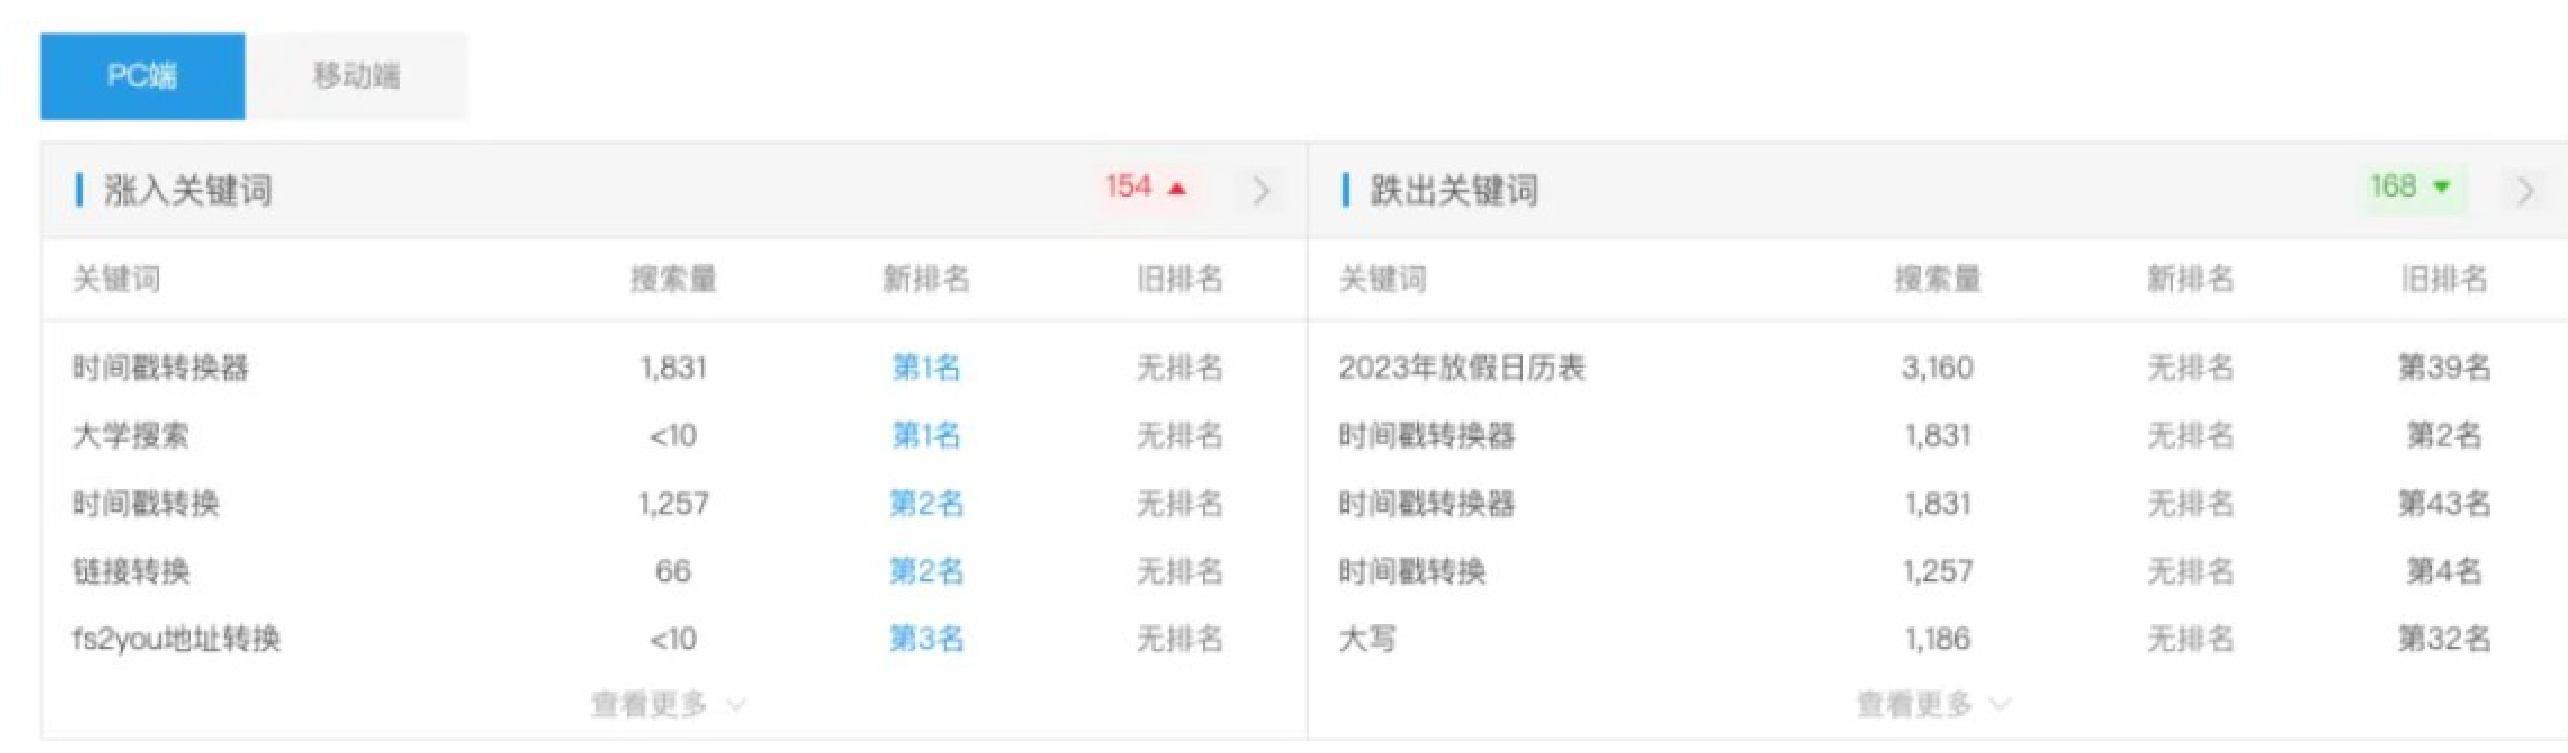 PC端 移动端
涨入关键词 154 ▲ >
关键词 搜索量 新排名 旧排名
时间戳转换器 1,831 第1名 无排名
大学搜索 <10 第1名 无排名
时间戳转换 1,257 第2名 无排名
链接转换 66 第2名 无排名
fs2you地址转换 <10 第3名 无排名
查看更多
跌出关键词 168 ▼ >
关键词 搜索量 新排名 旧排名
2023年放假日历表 3,160 无排名 第39名
时间戳转换器 1,831 无排名 第2名
时间戳转换器 1,831 无排名 第43名
时间戳转换 1,257 无排名 第4名
大写 1,186 无排名 第32名
查看更多